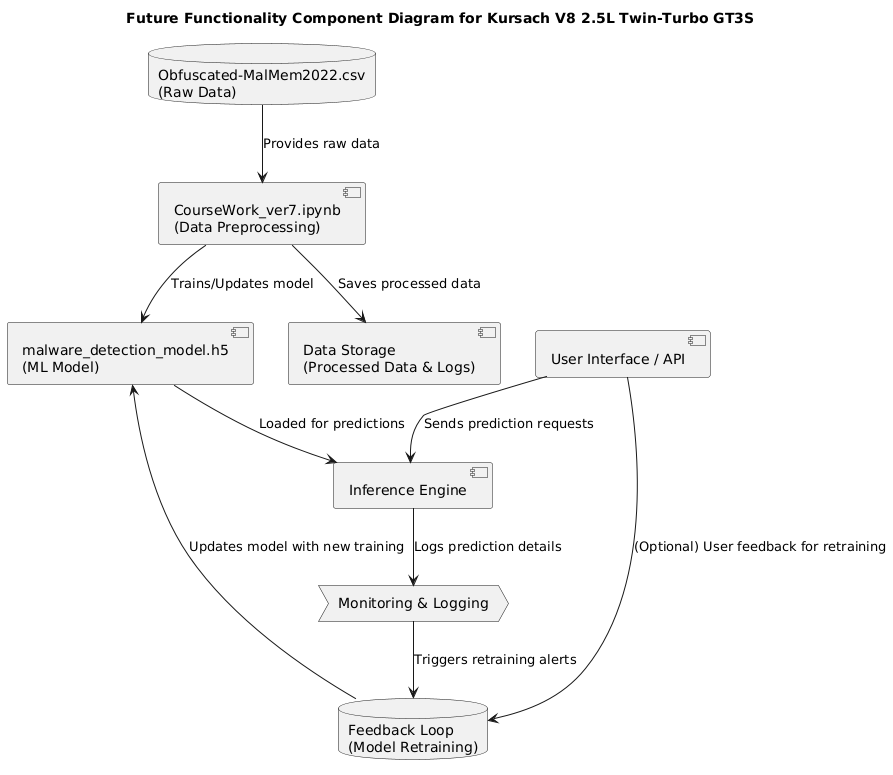 Future Functionality Component Diagram for Kursach V8 2.5L Twin-Turbo GT3S
Obfuscated-MalMem2022.csv
(Raw Data)
Provides raw data
CourseWork_ver7.ipynb
(Data Preprocessing)
Trains/Updates model
Saves processed data
malware_detection_model.h5
(ML Model)
Data Storage
(Processed Data & Logs)
User Interface / API
Loaded for predictions
Sends prediction requests
Inference Engine
Updates model with new training
Logs prediction details
(Optional) User feedback for retraining
Monitoring & Logging
Triggers retraining alerts
Feedback Loop
(Model Retraining)